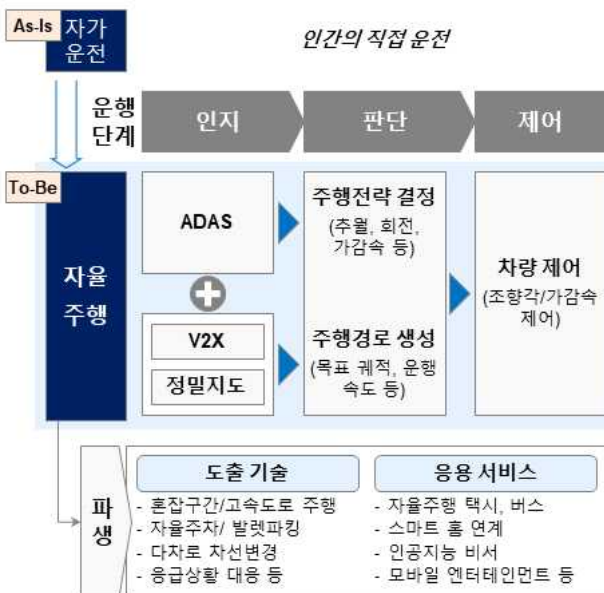 As-Is
자가
운전
인간의 직접 운전
운행
단계
인지
판단
제어
To-Be
자율
주행
ADAS
V2X
정밀지도
주행전략 결정
(추월, 회전,
가감속 등)
주행경로 생성
(목표 궤적, 운행
속도 등)
차량 제어
(조향각/가감속
제어)
파
생
도출 기술
- 혼잡구간/고속도로 주행
- 자율주차/ 발렛파킹
- 다차로 차선변경
- 응급상황 대응 등
응용 서비스
- 자율주행 택시, 버스
- 스마트 홈 연계
- 인공지능 비서
- 모바일 엔터테인먼트 등